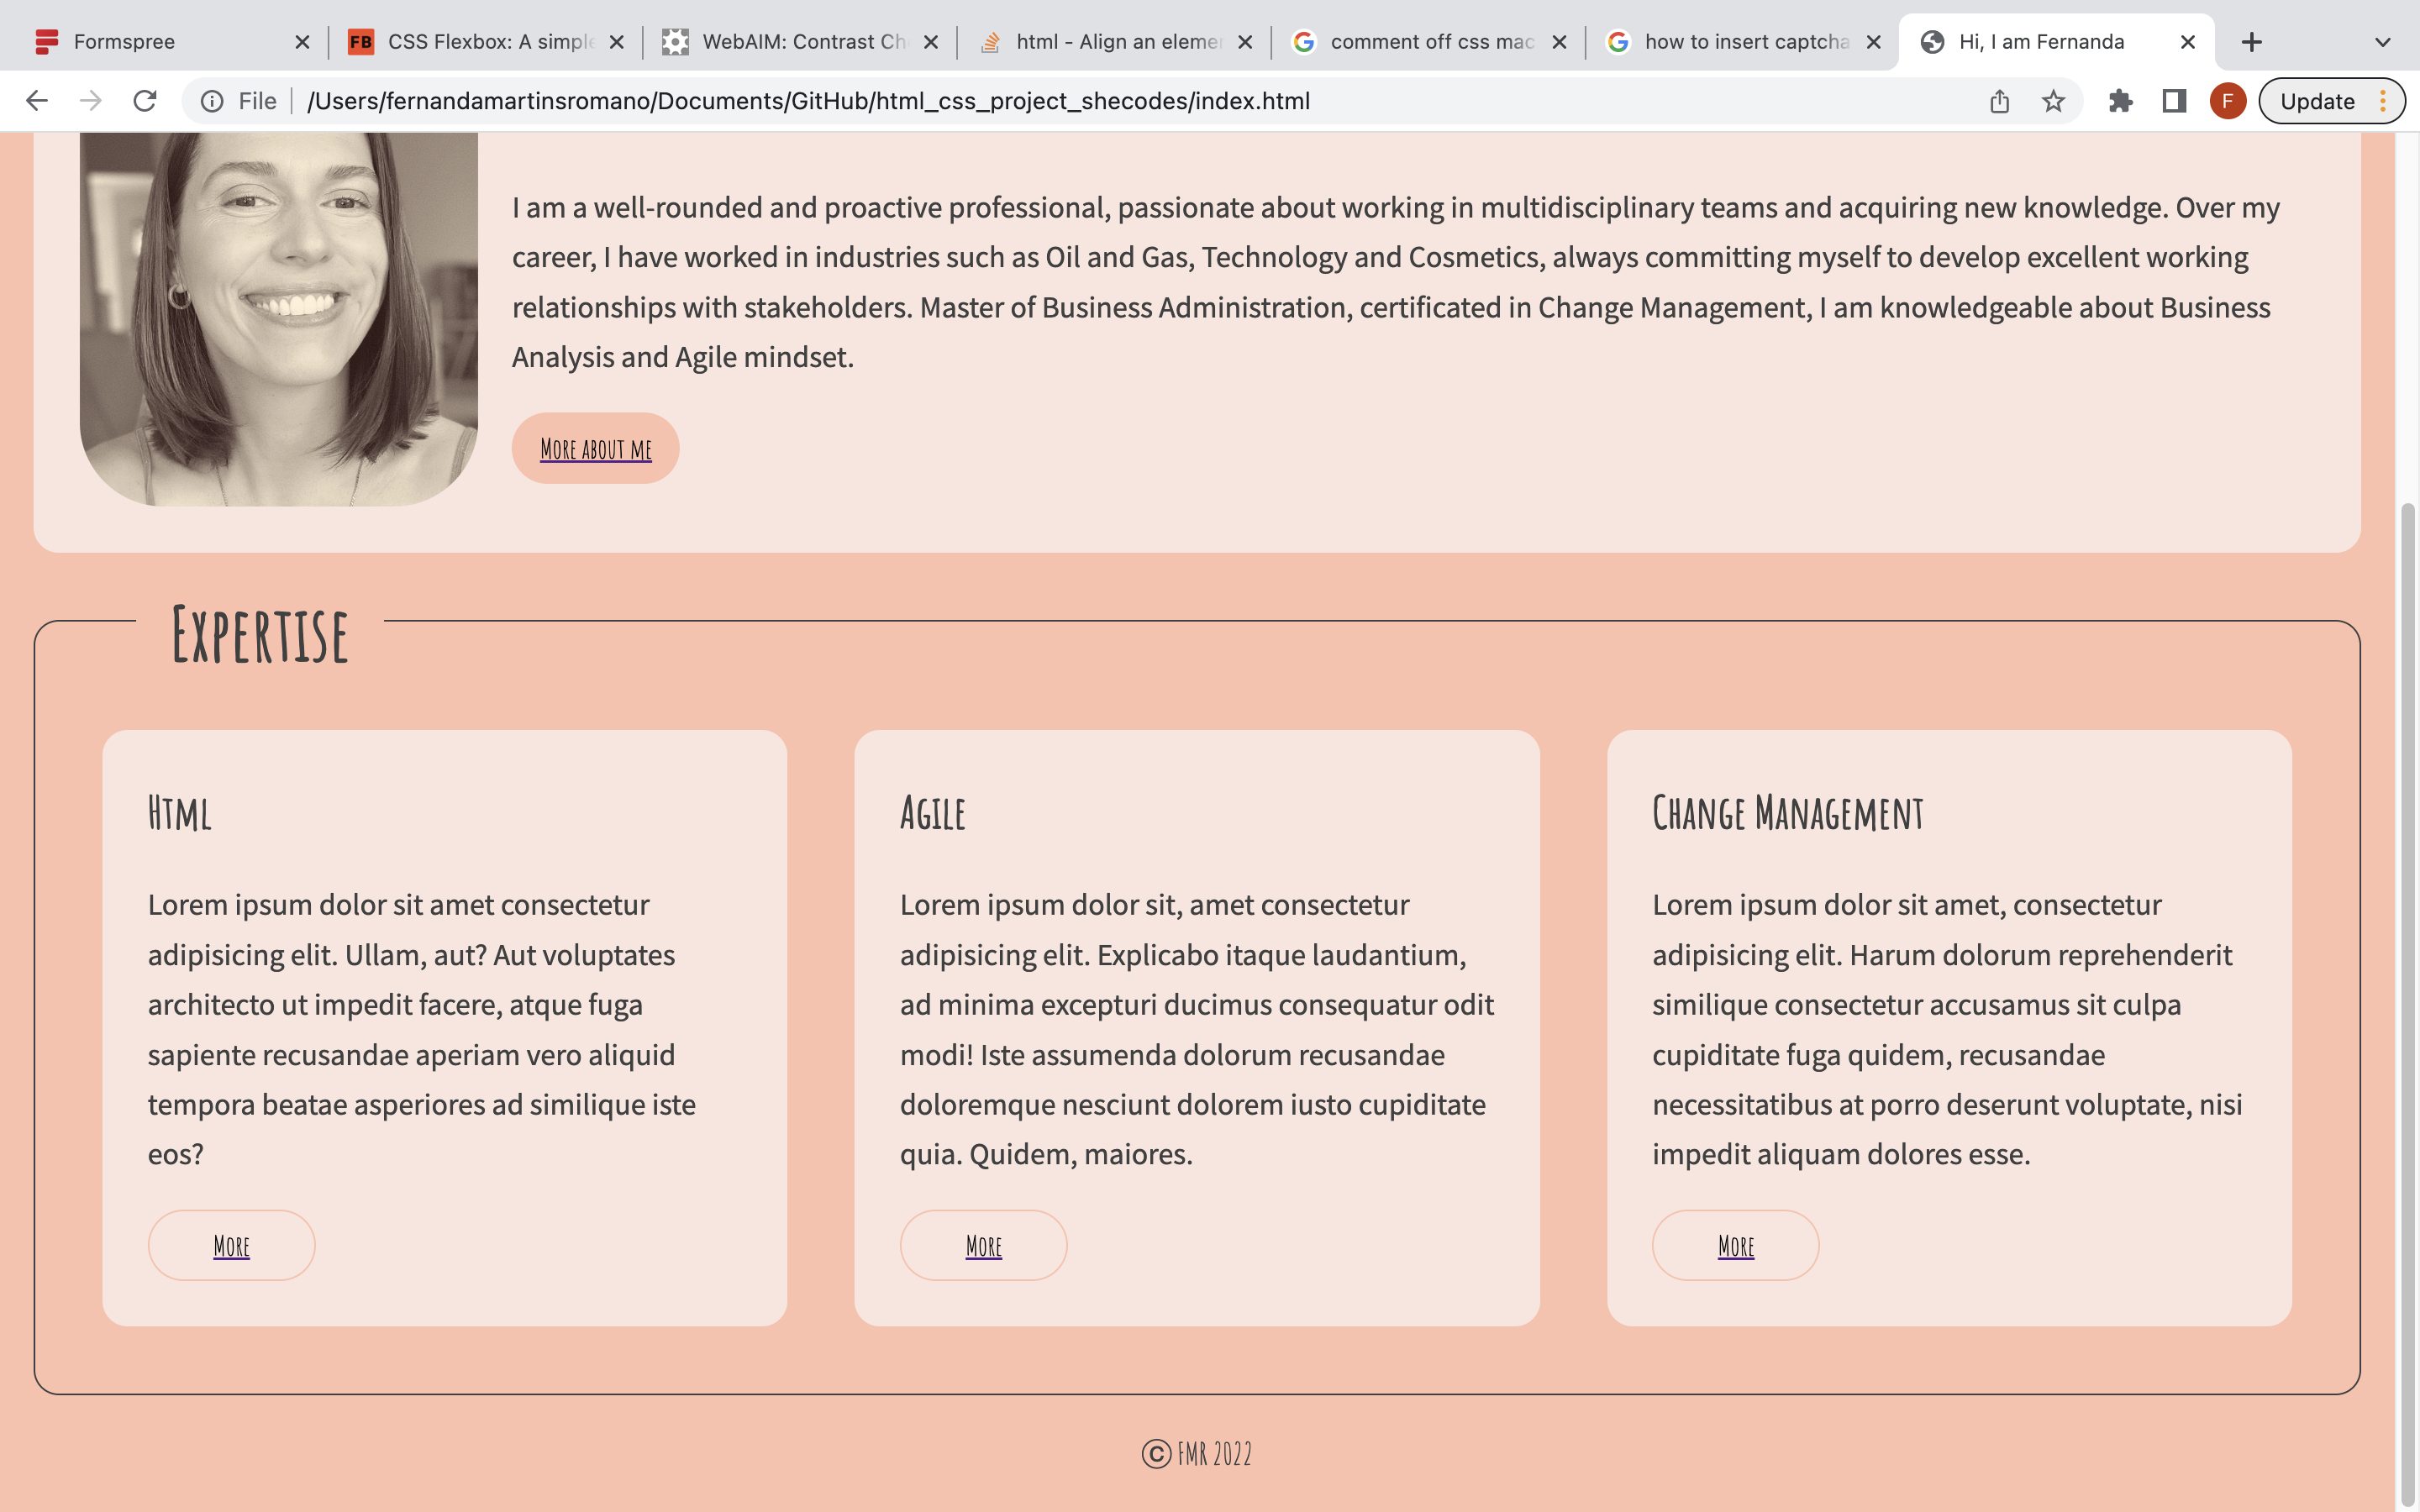 Formspree
FB CSS Flexbox: A simple
WebAIM: Contrast Ch
html - Align an elemen
comment off css mac
how to insert captcha
Hi, I am Fernanda
File /Users/fernandamartinsromano/Documents/GitHub/html_css_project_shecodes/index.html
F
Update
I am a well-rounded and proactive professional, passionate about working in multidisciplinary teams and acquiring new knowledge. Over my
career, I have worked in industries such as Oil and Gas, Technology and Cosmetics, always committing myself to develop excellent working
relationships with stakeholders. Master of Business Administration, certificated in Change Management, I am knowledgeable about Business
Analysis and Agile mindset.
More about me
Expertise
Html
Lorem ipsum dolor sit amet consectetur
adipisicing elit. Ullam, aut? Aut voluptates
architecto ut impedit facere, atque fuga
sapiente recusandae aperiam vero aliquid
tempora beatae asperiores ad similique iste
eos?
More
Agile
Lorem ipsum dolor sit, amet consectetur
adipisicing elit. Explicabo itaque laudantium,
ad minima excepturi ducimus consequatur odit
modi! Iste assumenda dolorum recusandae
doloremque nesciunt dolorem iusto cupiditate
quia. Quidem, maiores.
More
Change Management
Lorem ipsum dolor sit amet, consectetur
adipisicing elit. Harum dolorum reprehenderit
similique consectetur accusamus sit culpa
cupiditate fuga quidem, recusandae
necessitatibus at porro deserunt voluptate, nisi
impedit aliquam dolores esse.
More
© FMR 2022